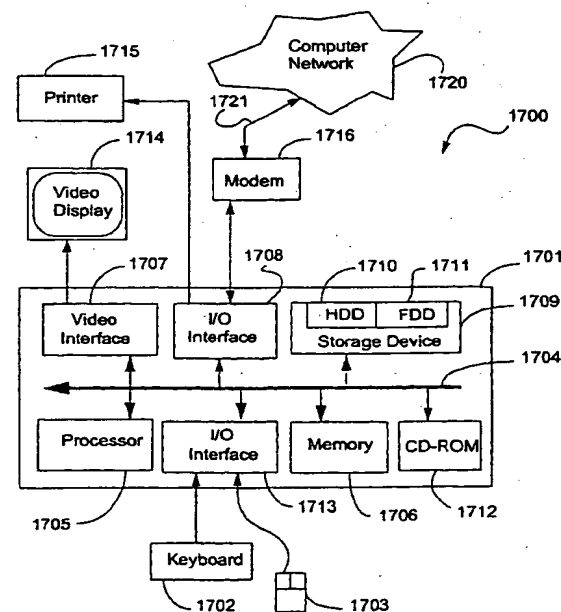 1715
Printer
Computer
Network
1720
1721
1700
1714
1716
Video
Display
Modem
1707
1708
1710
1711
1701
1709
Video
Interface
I/O
Interface
HDD
FDD
Storage Device
1704
Processor
I/O
Interface
Memory
CD-ROM
1705
1713
1706
1712
Keyboard
1702
1703